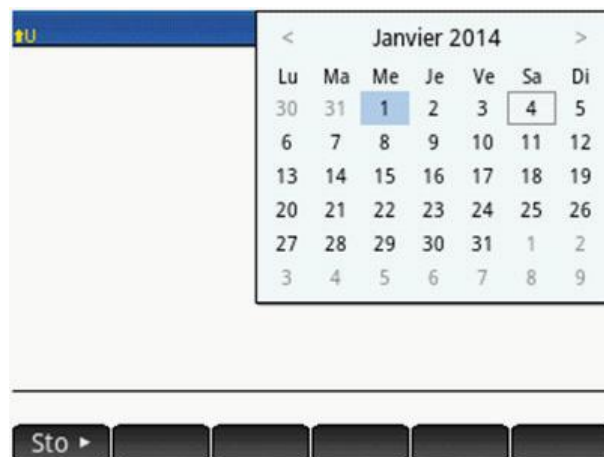 ⬆U
< Janvier 2014 >
Lu Ma Me Je Ve Sa Di
30 31 1 2 3 4 5
6 7 8 9 10 11 12
13 14 15 16 17 18 19
20 21 22 23 24 25 26
27 28 29 30 31 1 2
3 4 5 6 7 8 9
Sto ►